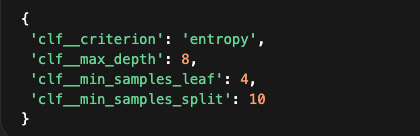 {
'clf__criterion': 'entropy',
'clf__max_depth': 8,
'clf__min_samples_leaf': 4,
'clf__min_samples_split': 10
}